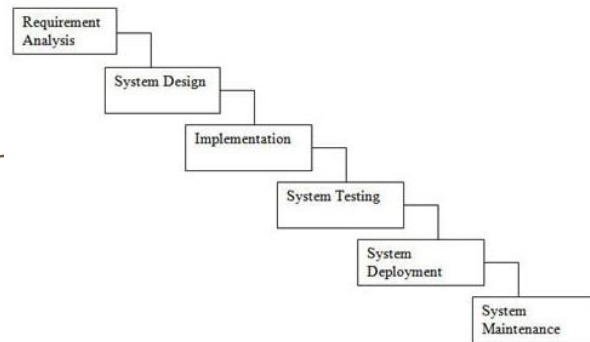 Requirement
Analysis
System Design
Implementation
System Testing
System
Deployment
System
Maintenance